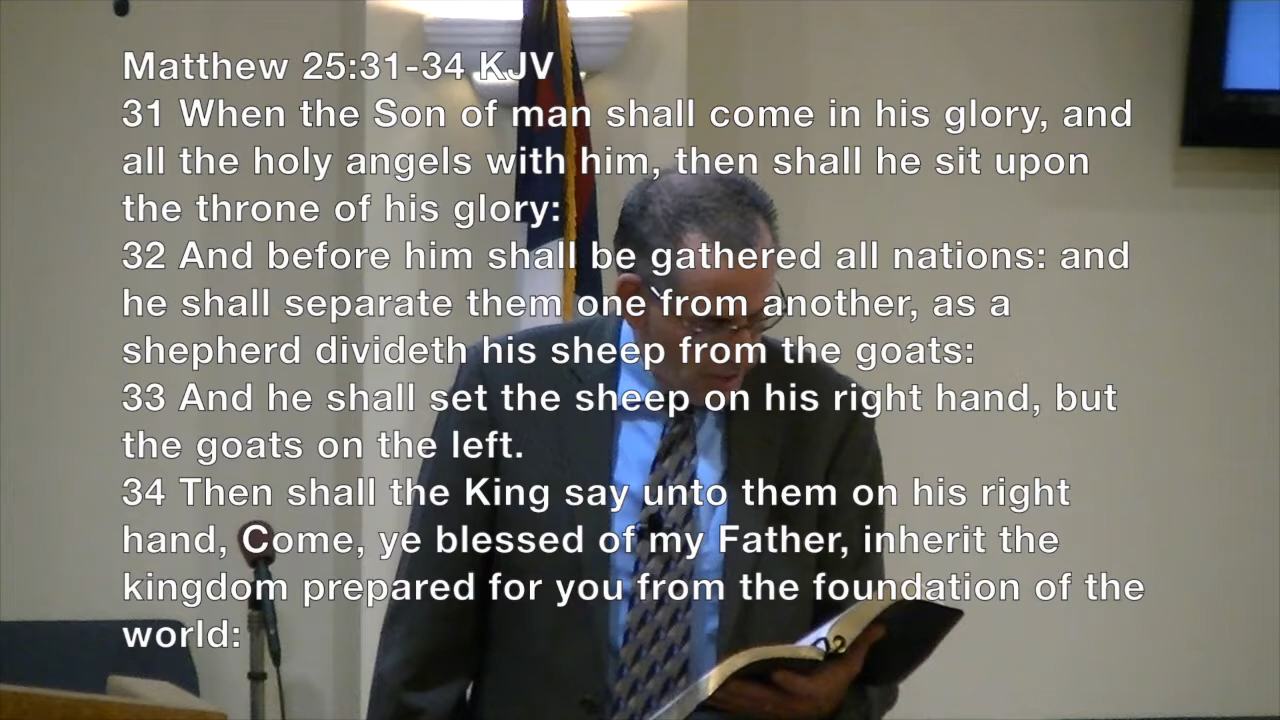 Matthew 25:31-34 KJV
31 When the Son of man shall come in his glory, and
all the holy angels with him, then shall he sit upon
the throne of his glory:
32 And before him shall be gathered all nations: and
he shall separate them one from another, as a
shepherd divideth his sheep from the goats:
33 And he shall set the sheep on his right hand, but
the goats on the left.
34 Then shall the King say unto them on his right
hand, Come, ye blessed of my Father, inherit the
kingdom prepared for you from the foundation of the
world: